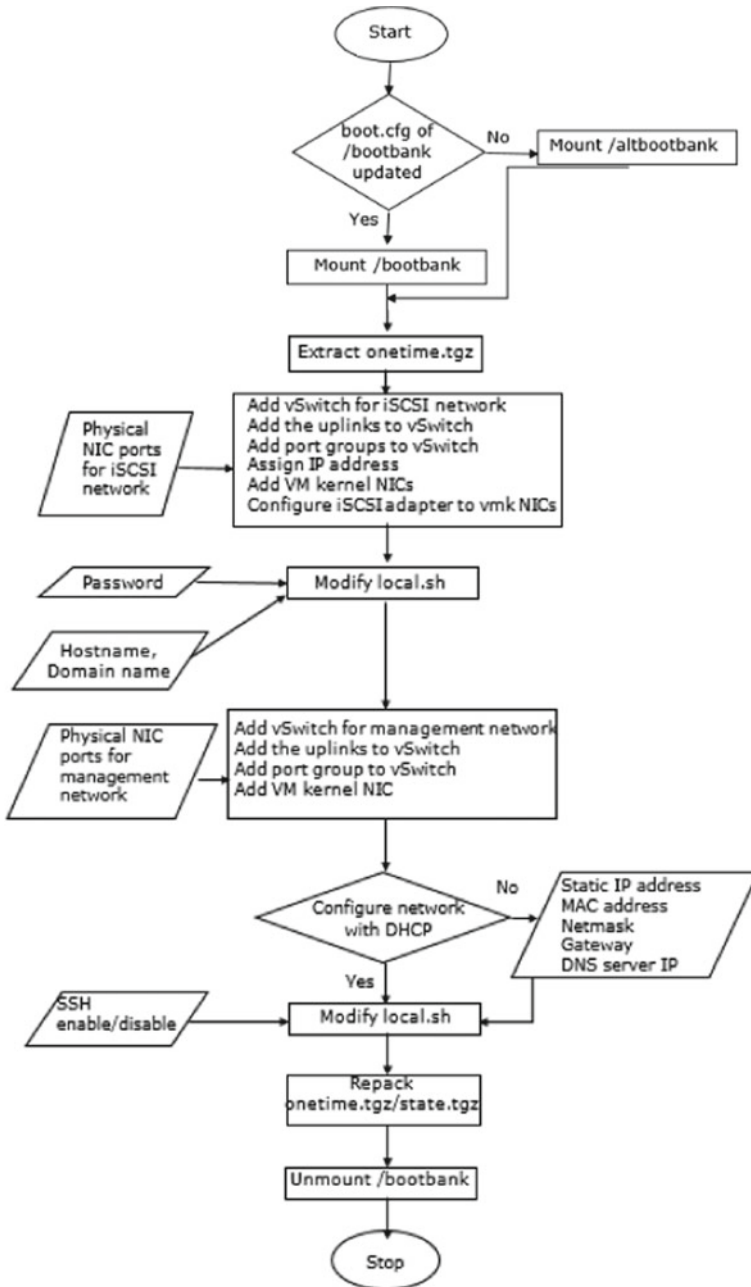 Start
boot.cfg of
/bootbank
updated
No
Mount /altbootbank
Yes
Mount /bootbank
Extract onetime.tgz
Physical
NIC ports
for iSCSI
network
Add vSwitch for iSCSI network
Add the uplinks to vSwitch
Add port groups to vSwitch
Assign IP address
Add VM kernel NICs
Configure iSCSI adapter to vmk NICs
Password
Modify local.sh
Hostname,
Domain name
Physical NIC
ports for
management
network
Add vSwitch for management network
Add the uplinks to vSwitch
Add port group to vSwitch
Add VM kernel NIC
Configure network
with DHCP
No
Static IP address
MAC address
Netmask
Gateway
DNS server IP
Yes
SSH
enable/disable
Modify local.sh
Repack
onetime.tgz/state.tgz
Unmount /bootbank
Stop